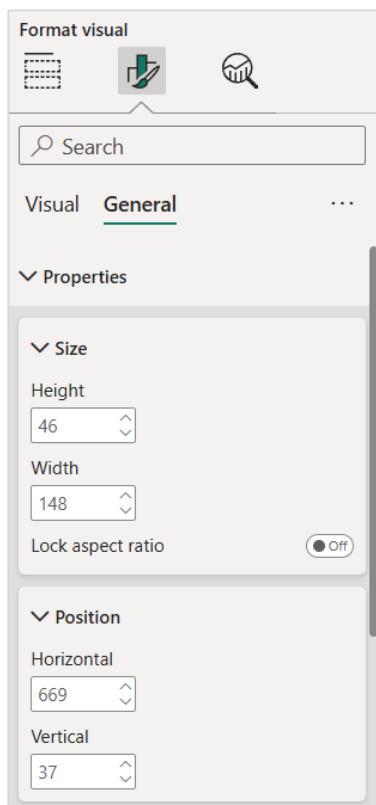 Format visual
Search
Visual General ...
Properties
Size
Height
46
Width
148
Lock aspect ratio Off
Position
Horizontal
669
Vertical
37